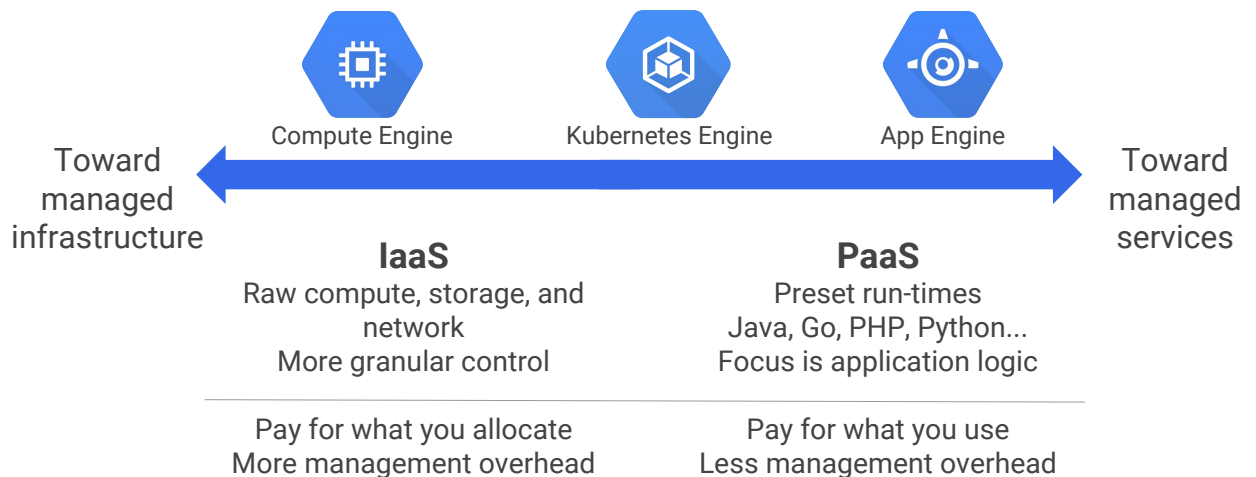 Compute Engine
Kubernetes Engine
App Engine
Toward
managed
infrastructure
Toward
managed
services
IaaS
Raw compute, storage, and
network
More granular control
PaaS
Preset run-times
Java, Go, PHP, Python...
Focus is application logic
Pay for what you allocate
More management overhead
Pay for what you use
Less management overhead